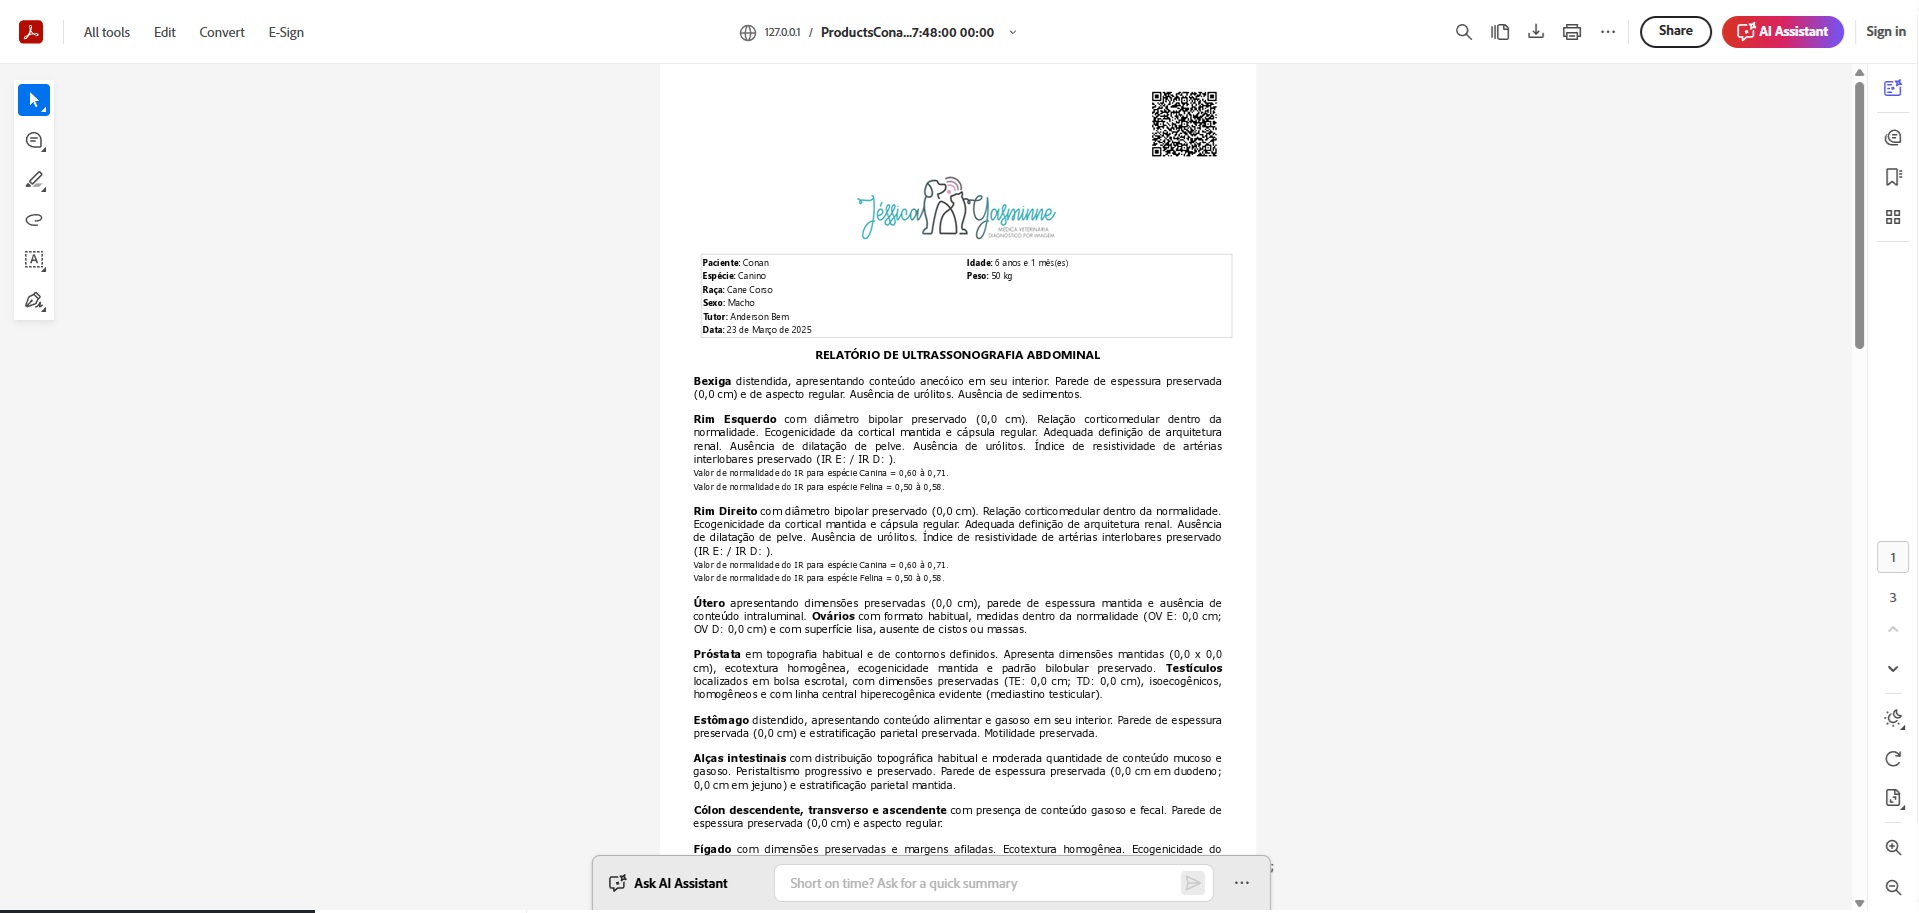 All tools Edit Convert E-Sign 127.0.0.1 / ProductsCona...7:48:00 00:00 Share AI Assistant Sign in
Jéssica Yasminne
MÉDICA VETERINÁRIA
DIAGNÓSTICO POR IMAGEM
Paciente: Conan Idade: 6 anos e 1 mês(es)
Espécie: Canino Peso: 50 kg
Raça: Cane Corso
Sexo: Macho
Tutor: Anderson Bem
Data: 23 de Março de 2025
RELATÓRIO DE ULTRASSONOGRAFIA ABDOMINAL
Bexiga distendida, apresentando conteúdo anecóico em seu interior. Parede de espessura preservada
(0,0 cm) e de aspecto regular. Ausência de urólitos. Ausência de sedimentos.
Rim Esquerdo com diâmetro bipolar preservado (0,0 cm). Relação corticomedular dentro da
normalidade. Ecogenicidade da cortical mantida e cápsula regular. Adequada definição de arquitetura
renal. Ausência de dilatação de pelve. Ausência de urólitos. Índice de resistividade de artérias
interlobares preservado (IR E: / IR D: ).
Valor de normalidade do IR para espécie Canina = 0,60 à 0,71.
Valor de normalidade do IR para espécie Felina = 0,50 à 0,58.
Rim Direito com diâmetro bipolar preservado (0,0 cm). Relação corticomedular dentro da normalidade.
Ecogenicidade da cortical mantida e cápsula regular. Adequada definição de arquitetura renal. Ausência
de dilatação de pelve. Ausência de urólitos. Índice de resistividade de artérias interlobares preservado
(IR E: / IR D: ).
Valor de normalidade do IR para espécie Canina = 0,60 à 0,71.
Valor de normalidade do IR para espécie Felina = 0,50 à 0,58.
Útero apresentando dimensões preservadas (0,0 cm), parede de espessura mantida e ausência de
conteúdo intraluminal. Ovários com formato habitual, medidas dentro da normalidade (OV E: 0,0 cm;
OV D: 0,0 cm) e com superfície lisa, ausente de cistos ou massas.
Próstata em topografia habitual e de contornos definidos. Apresenta dimensões mantidas (0,0 x 0,0
cm), ecotextura homogênea, ecogenicidade mantida e padrão bilobular preservado. Testículos
localizados em bolsa escrotal, com dimensões preservadas (TE: 0,0 cm; TD: 0,0 cm), isoecogênicos,
homogêneos e com linha central hiperecogênica evidente (mediastino testicular).
Estômago distendido, apresentando conteúdo alimentar e gasoso em seu interior. Parede de espessura
preservada (0,0 cm) e estratificação parietal preservada. Motilidade preservada.
Alças intestinais com distribuição topográfica habitual e moderada quantidade de conteúdo mucoso e
gasoso. Peristaltismo progressivo e preservado. Parede de espessura preservada (0,0 cm em duodeno;
0,0 cm em jejuno) e estratificação parietal mantida.
Cólon descendente, transverso e ascendente com presença de conteúdo gasoso e fecal. Parede de
espessura preservada (0,0 cm) e aspecto regular.
Fígado com dimensões preservadas e margens afiladas. Ecotextura homogênea. Ecogenicidade do
Ask AI Assistant Short on time? Ask for a quick summary
1
3